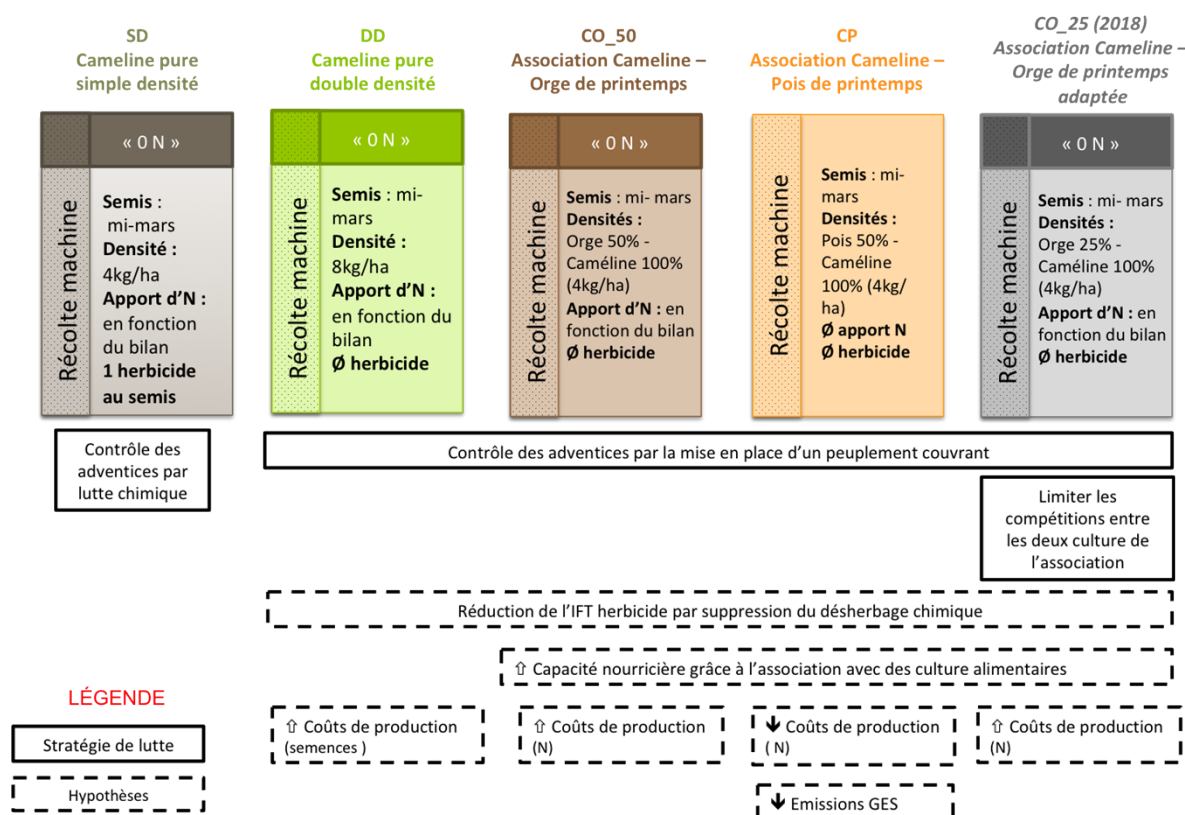 SD
Cameline pure
simple densité
DD
Cameline pure
double densité
CO_50
Association Cameline –
Orge de printemps
CP
Association Cameline –
Pois de printemps
CO_25 (2018)
Association Cameline –
Orge de printemps
adaptée
« 0 N »
Récolte machine
Semis :
mi-mars
Densité :
4kg/ha
Apport d’N :
en fonction
du bilan
1 herbicide
au semis
« 0 N »
Récolte machine
Semis : mi-
mars
Densité :
8kg/ha
Apport d’N :
en fonction du
bilan
Ø herbicide
« 0 N »
Récolte machine
Semis : mi- mars
Densités :
Orge 50% -
Caméline 100%
(4kg/ha)
Apport d’N : en
fonction du bilan
Ø herbicide
Récolte machine
Semis : mi-
mars
Densités :
Pois 50% -
Caméline
100% (4kg/
ha)
Ø apport N
Ø herbicide
« 0 N »
Récolte machine
Semis : mi- mars
Densités :
Orge 25% -
Caméline 100%
(4kg/ha)
Apport d’N : en
fonction du bilan
Ø herbicide
Contrôle des
adventices par
lutte chimique
Contrôle des adventices par la mise en place d’un peuplement couvrant
Limiter les
compétitions entre
les deux culture de
l’association
Réduction de l’IFT herbicide par suppression du désherbage chimique
⇧ Capacité nourricière grâce à l’association avec des culture alimentaires
LÉGENDE
Stratégie de lutte
Hypothèses
⇧ Coûts de production
(semences )
⇧ Coûts de production
(N)
🡻 Coûts de production
( N)
⇧ Coûts de production
(N)
🡻 Emissions GES